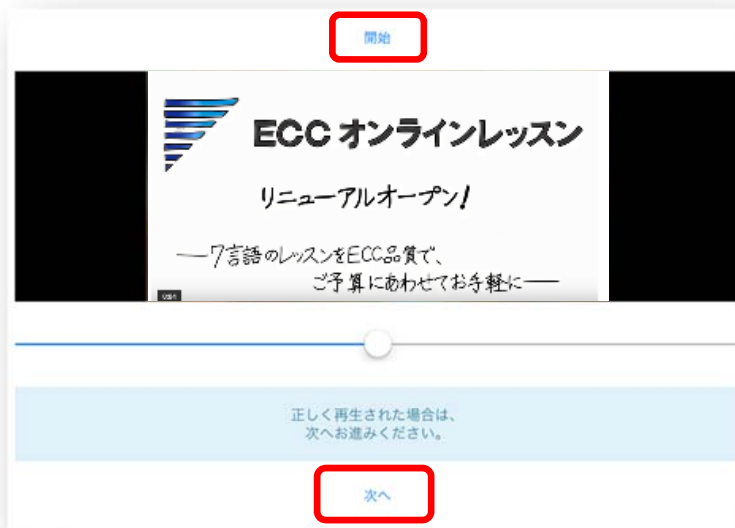 開始
ECC オンラインレッスン
リニューアルオープン!
──7言語のレッスンをECC品質で、
ご予算にあわせてお手軽に──
正しく再生された場合は、
次へお進みください。
次へ